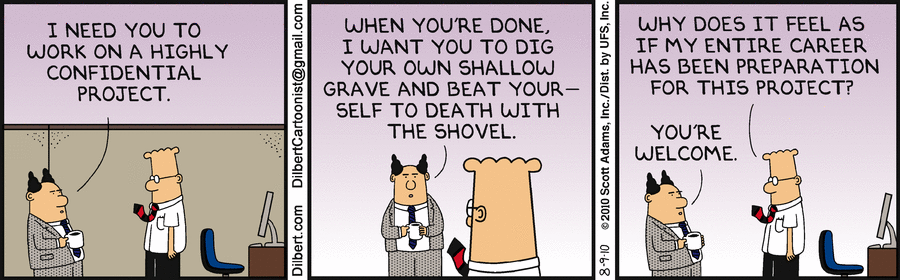 I NEED YOU TO
WORK ON A HIGHLY
CONFIDENTIAL
PROJECT.
Dilbert.com DilbertCartoonist@gmail.com
WHEN YOU'RE DONE,
I WANT YOU TO DIG
YOUR OWN SHALLOW
GRAVE AND BEAT YOUR—
SELF TO DEATH WITH
THE SHOVEL.
8-9-10 ©2010 Scott Adams, Inc./Dist. by UFS, Inc.
WHY DOES IT FEEL AS
IF MY ENTIRE CAREER
HAS BEEN PREPARATION
FOR THIS PROJECT?
YOU'RE
WELCOME.